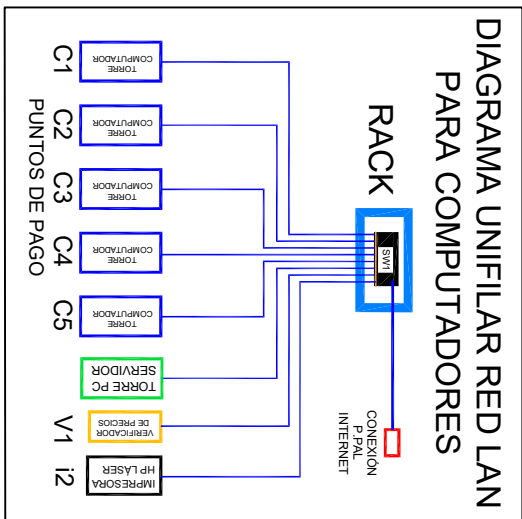 DIAGRAMA UNIFILAR RED LAN
PARA COMPUTADORES
RACK
SW1
CONEXIÓN
P.PAL
INTERNET
TORRE
COMPUTADOR
C1
TORRE
COMPUTADOR
C2
TORRE
COMPUTADOR
C3
TORRE
COMPUTADOR
C4
TORRE
COMPUTADOR
C5
PUNTOS DE PAGO
TORRE PC
SERVIDOR
VERIFICADOR
DE PRECIOS
V1
IMPRESORA
HP LÁSER
i2